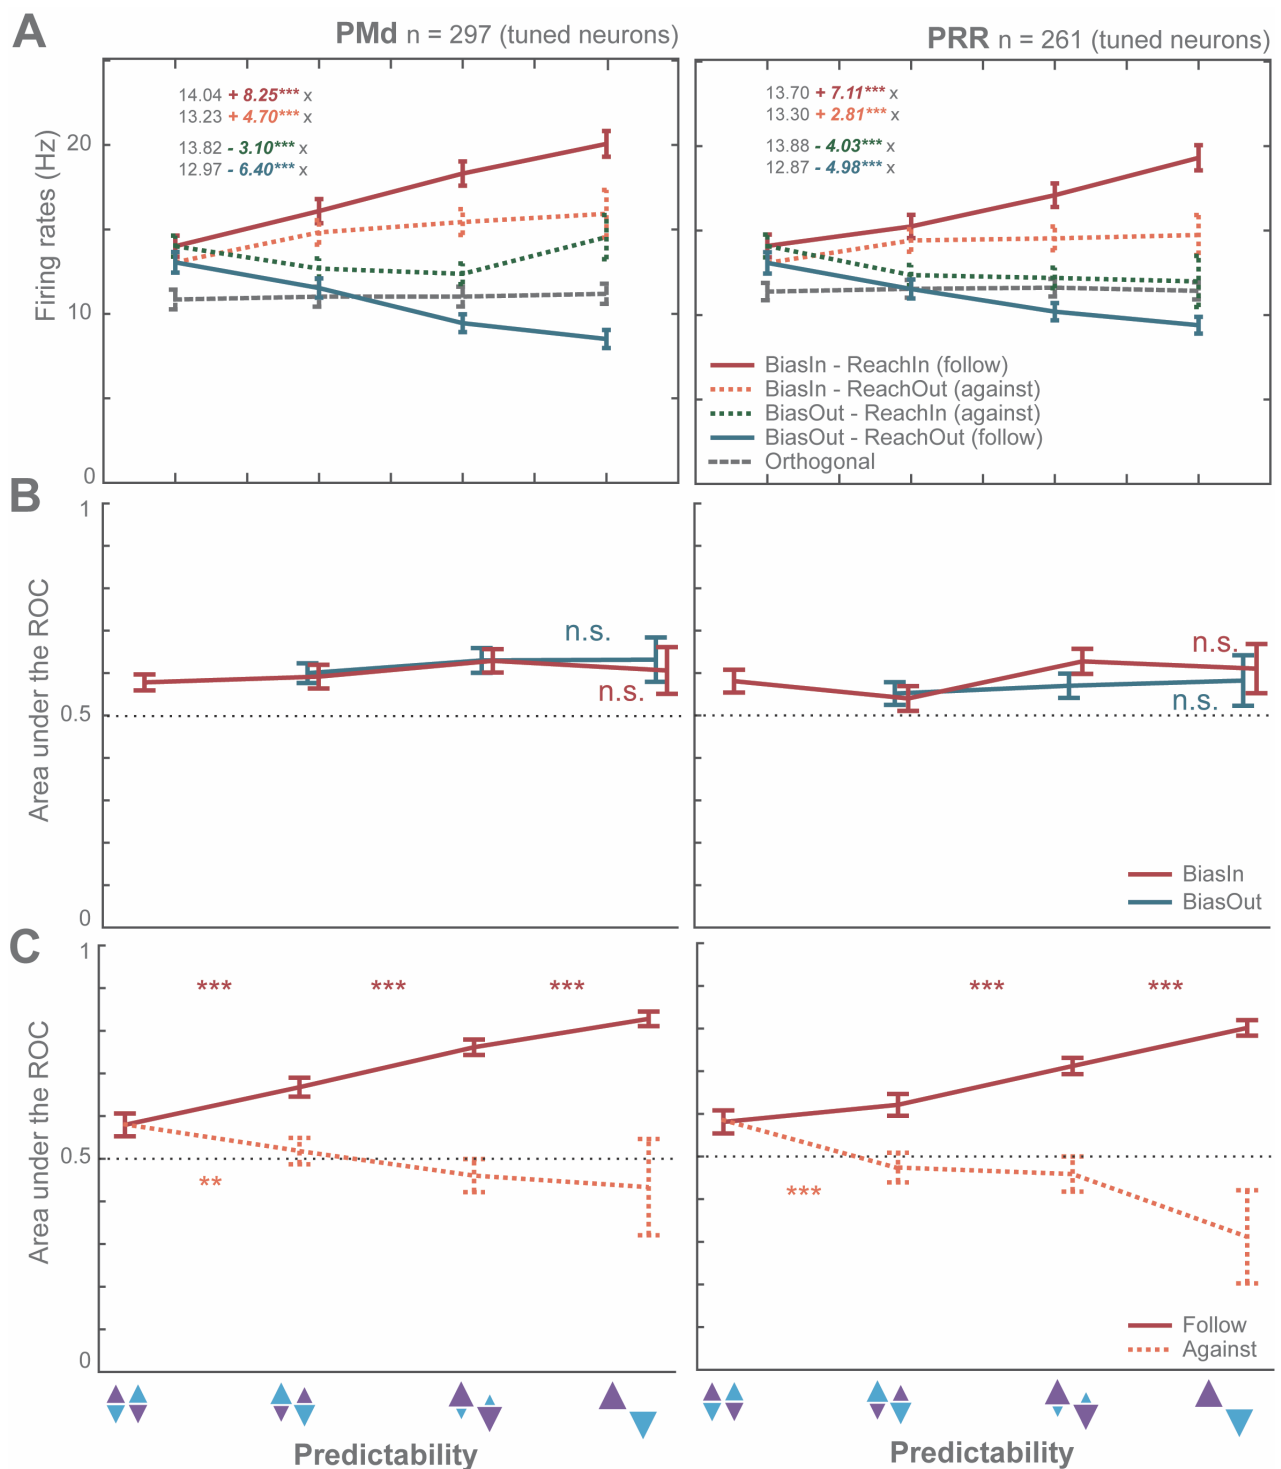 A
PMd n = 297 (tuned neurons)
PRR n = 261 (tuned neurons)
Firing rates (Hz)
20
10
0
14.04 + 8.25*** x
13.23 + 4.70*** x
13.82 - 3.10*** x
12.97 - 6.40*** x
13.70 + 7.11*** x
13.30 + 2.81*** x
13.88 - 4.03*** x
12.87 - 4.98*** x
BiasIn - ReachIn (follow)
BiasIn - ReachOut (against)
BiasOut - ReachIn (against)
BiasOut - ReachOut (follow)
Orthogonal
B
Area under the ROC
1
0.5
0
n.s.
n.s.
n.s.
n.s.
BiasIn
BiasOut
C
Area under the ROC
1
0.5
0
*** *** ***
**
*** ***
***
Follow
Against
Predictability
Predictability